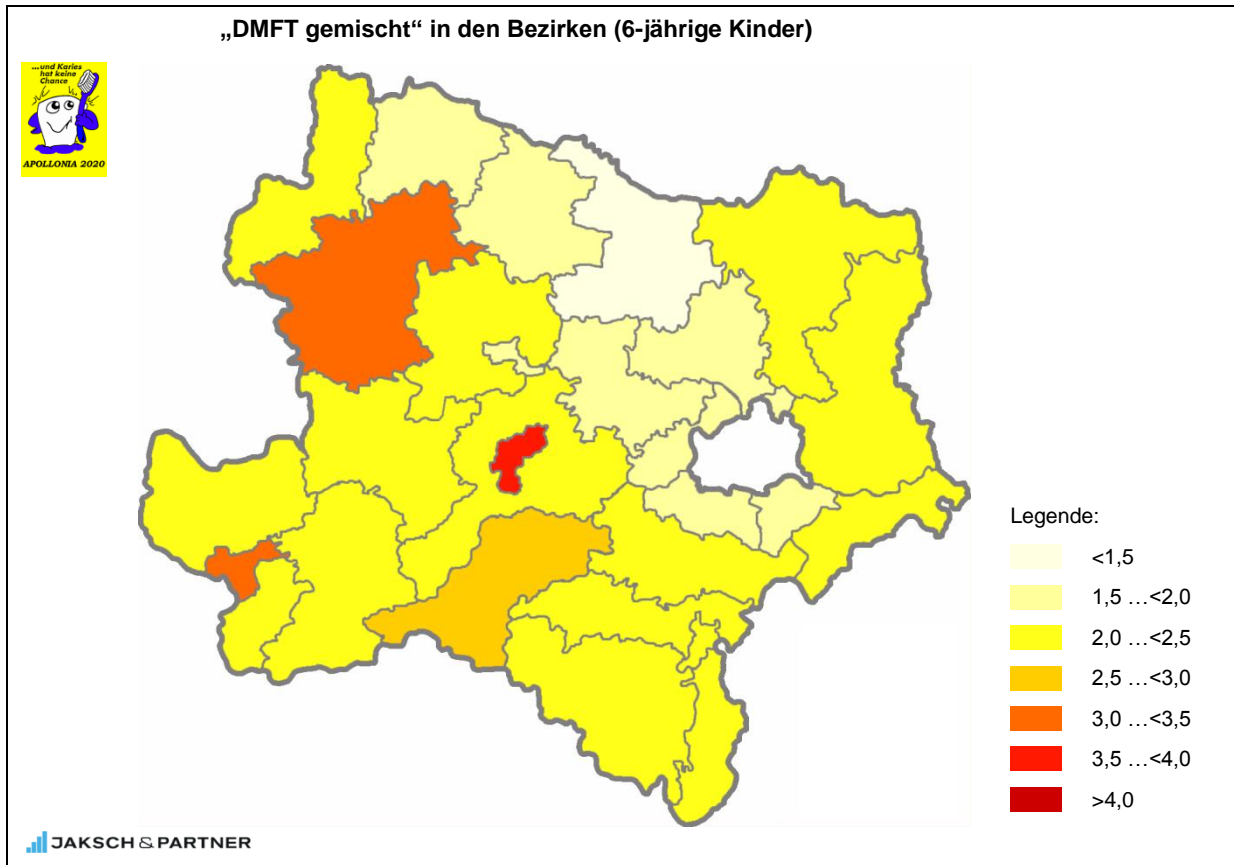 „DMFT gemischt“ in den Bezirken (6-jährige Kinder)
...und Karies
hat keine
Chance
APOLLONIA 2020
Legende:
<1,5
1,5 …<2,0
2,0 …<2,5
2,5 …<3,0
3,0 …<3,5
3,5 …<4,0
>4,0
JAKSCH & PARTNER